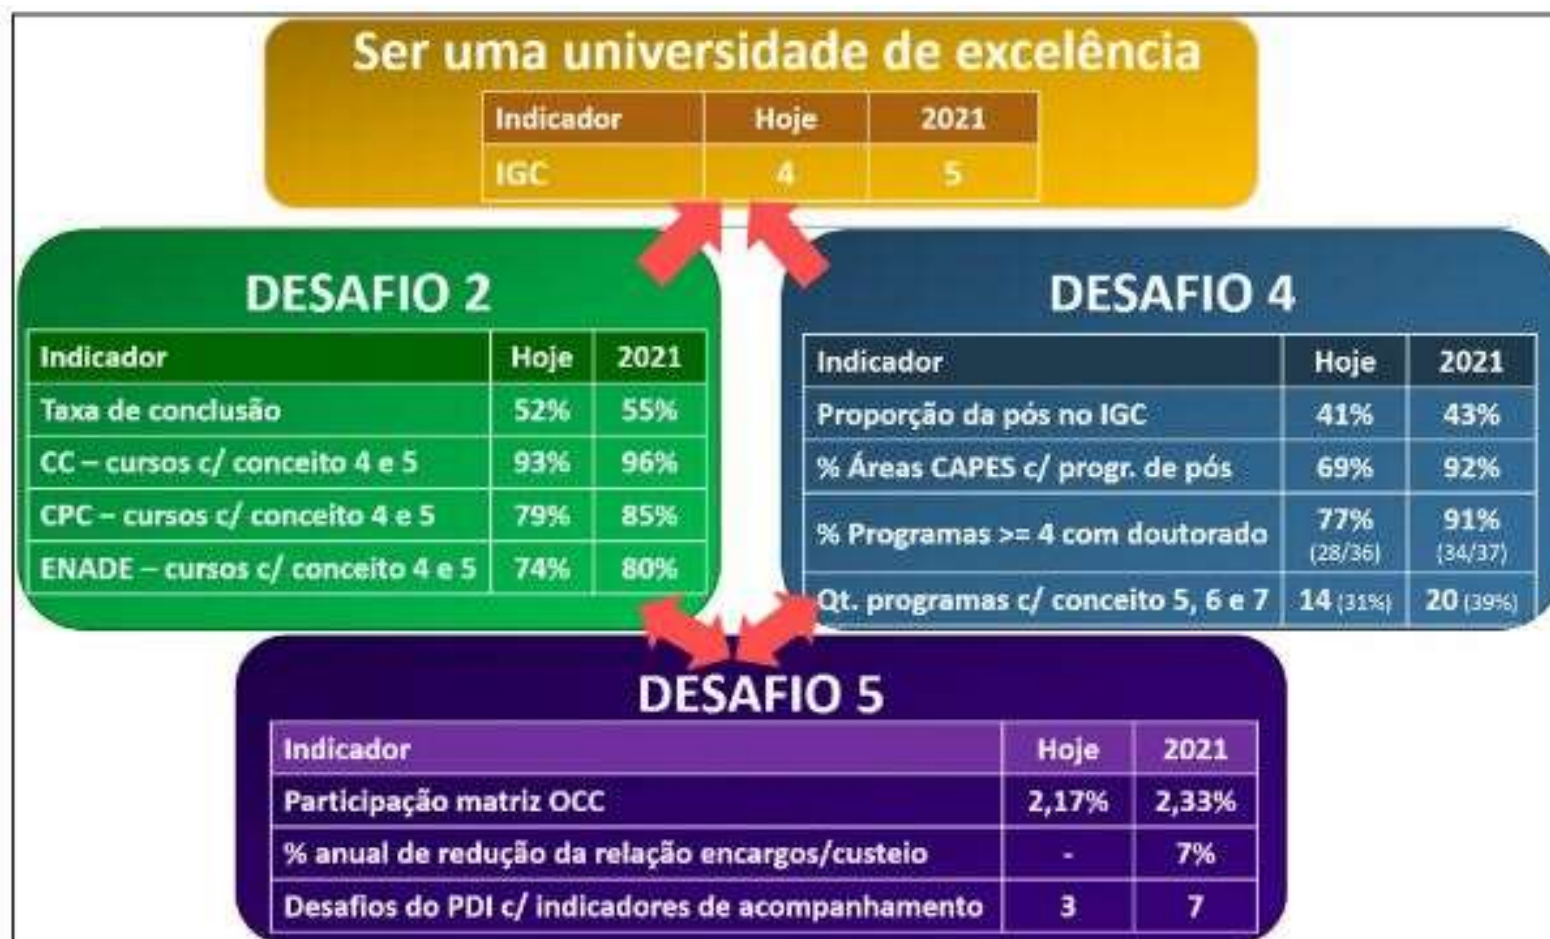 Ser uma universidade de excelência
Indicador Hoje 2021
IGC 4 5
DESAFIO 2
Indicador Hoje 2021
Taxa de conclusão 52% 55%
CC – cursos c/ conceito 4 e 5 93% 96%
CPC – cursos c/ conceito 4 e 5 79% 85%
ENADE – cursos c/ conceito 4 e 5 74% 80%
DESAFIO 4
Indicador Hoje 2021
Proporção da pós no IGC 41% 43%
% Áreas CAPES c/ progr. de pós 69% 92%
% Programas >= 4 com doutorado 77% 91%
(28/36) (34/37)
Qt. programas c/ conceito 5, 6 e 7 14 (31%) 20 (39%)
DESAFIO 5
Indicador Hoje 2021
Participação matriz OCC 2,17% 2,33%
% anual de redução da relação encargos/custeio - 7%
Desafios do PDI c/ indicadores de acompanhamento 3 7